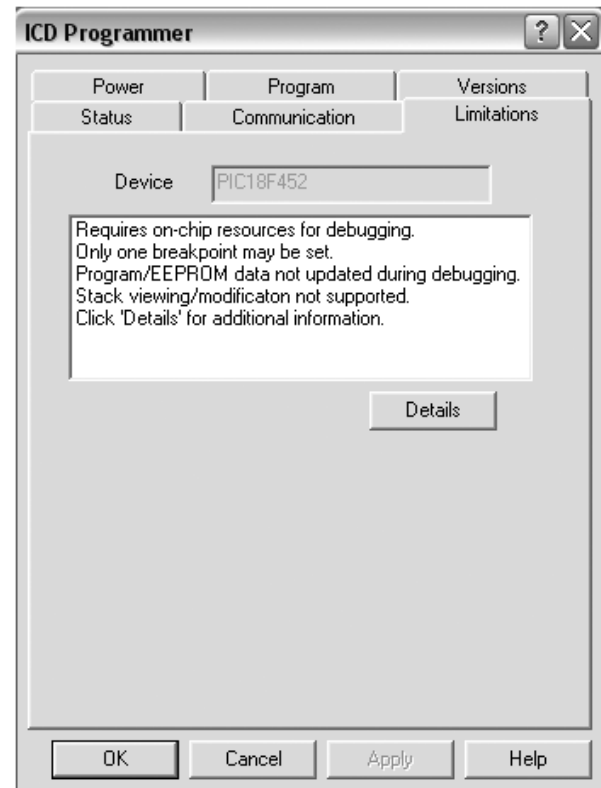 ICD Programmer
Power Program Versions
Status Communication Limitations
Device PIC18F452
Requires on-chip resources for debugging.
Only one breakpoint may be set.
Program/EEPROM data not updated during debugging.
Stack viewing/modificaton not supported.
Click 'Details' for additional information.
Details
OK Cancel Apply Help